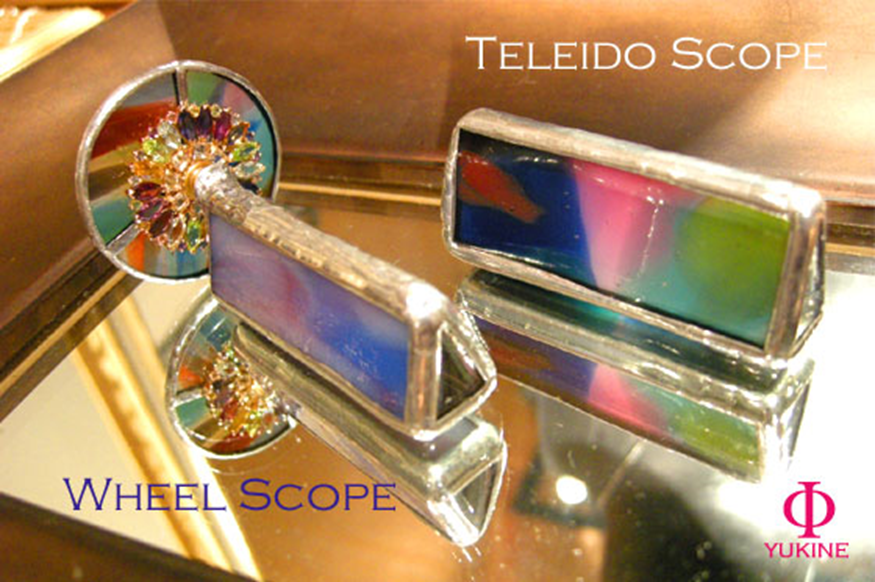 TELEIDO SCOPE
WHEEL SCOPE
Φ
YUKINE